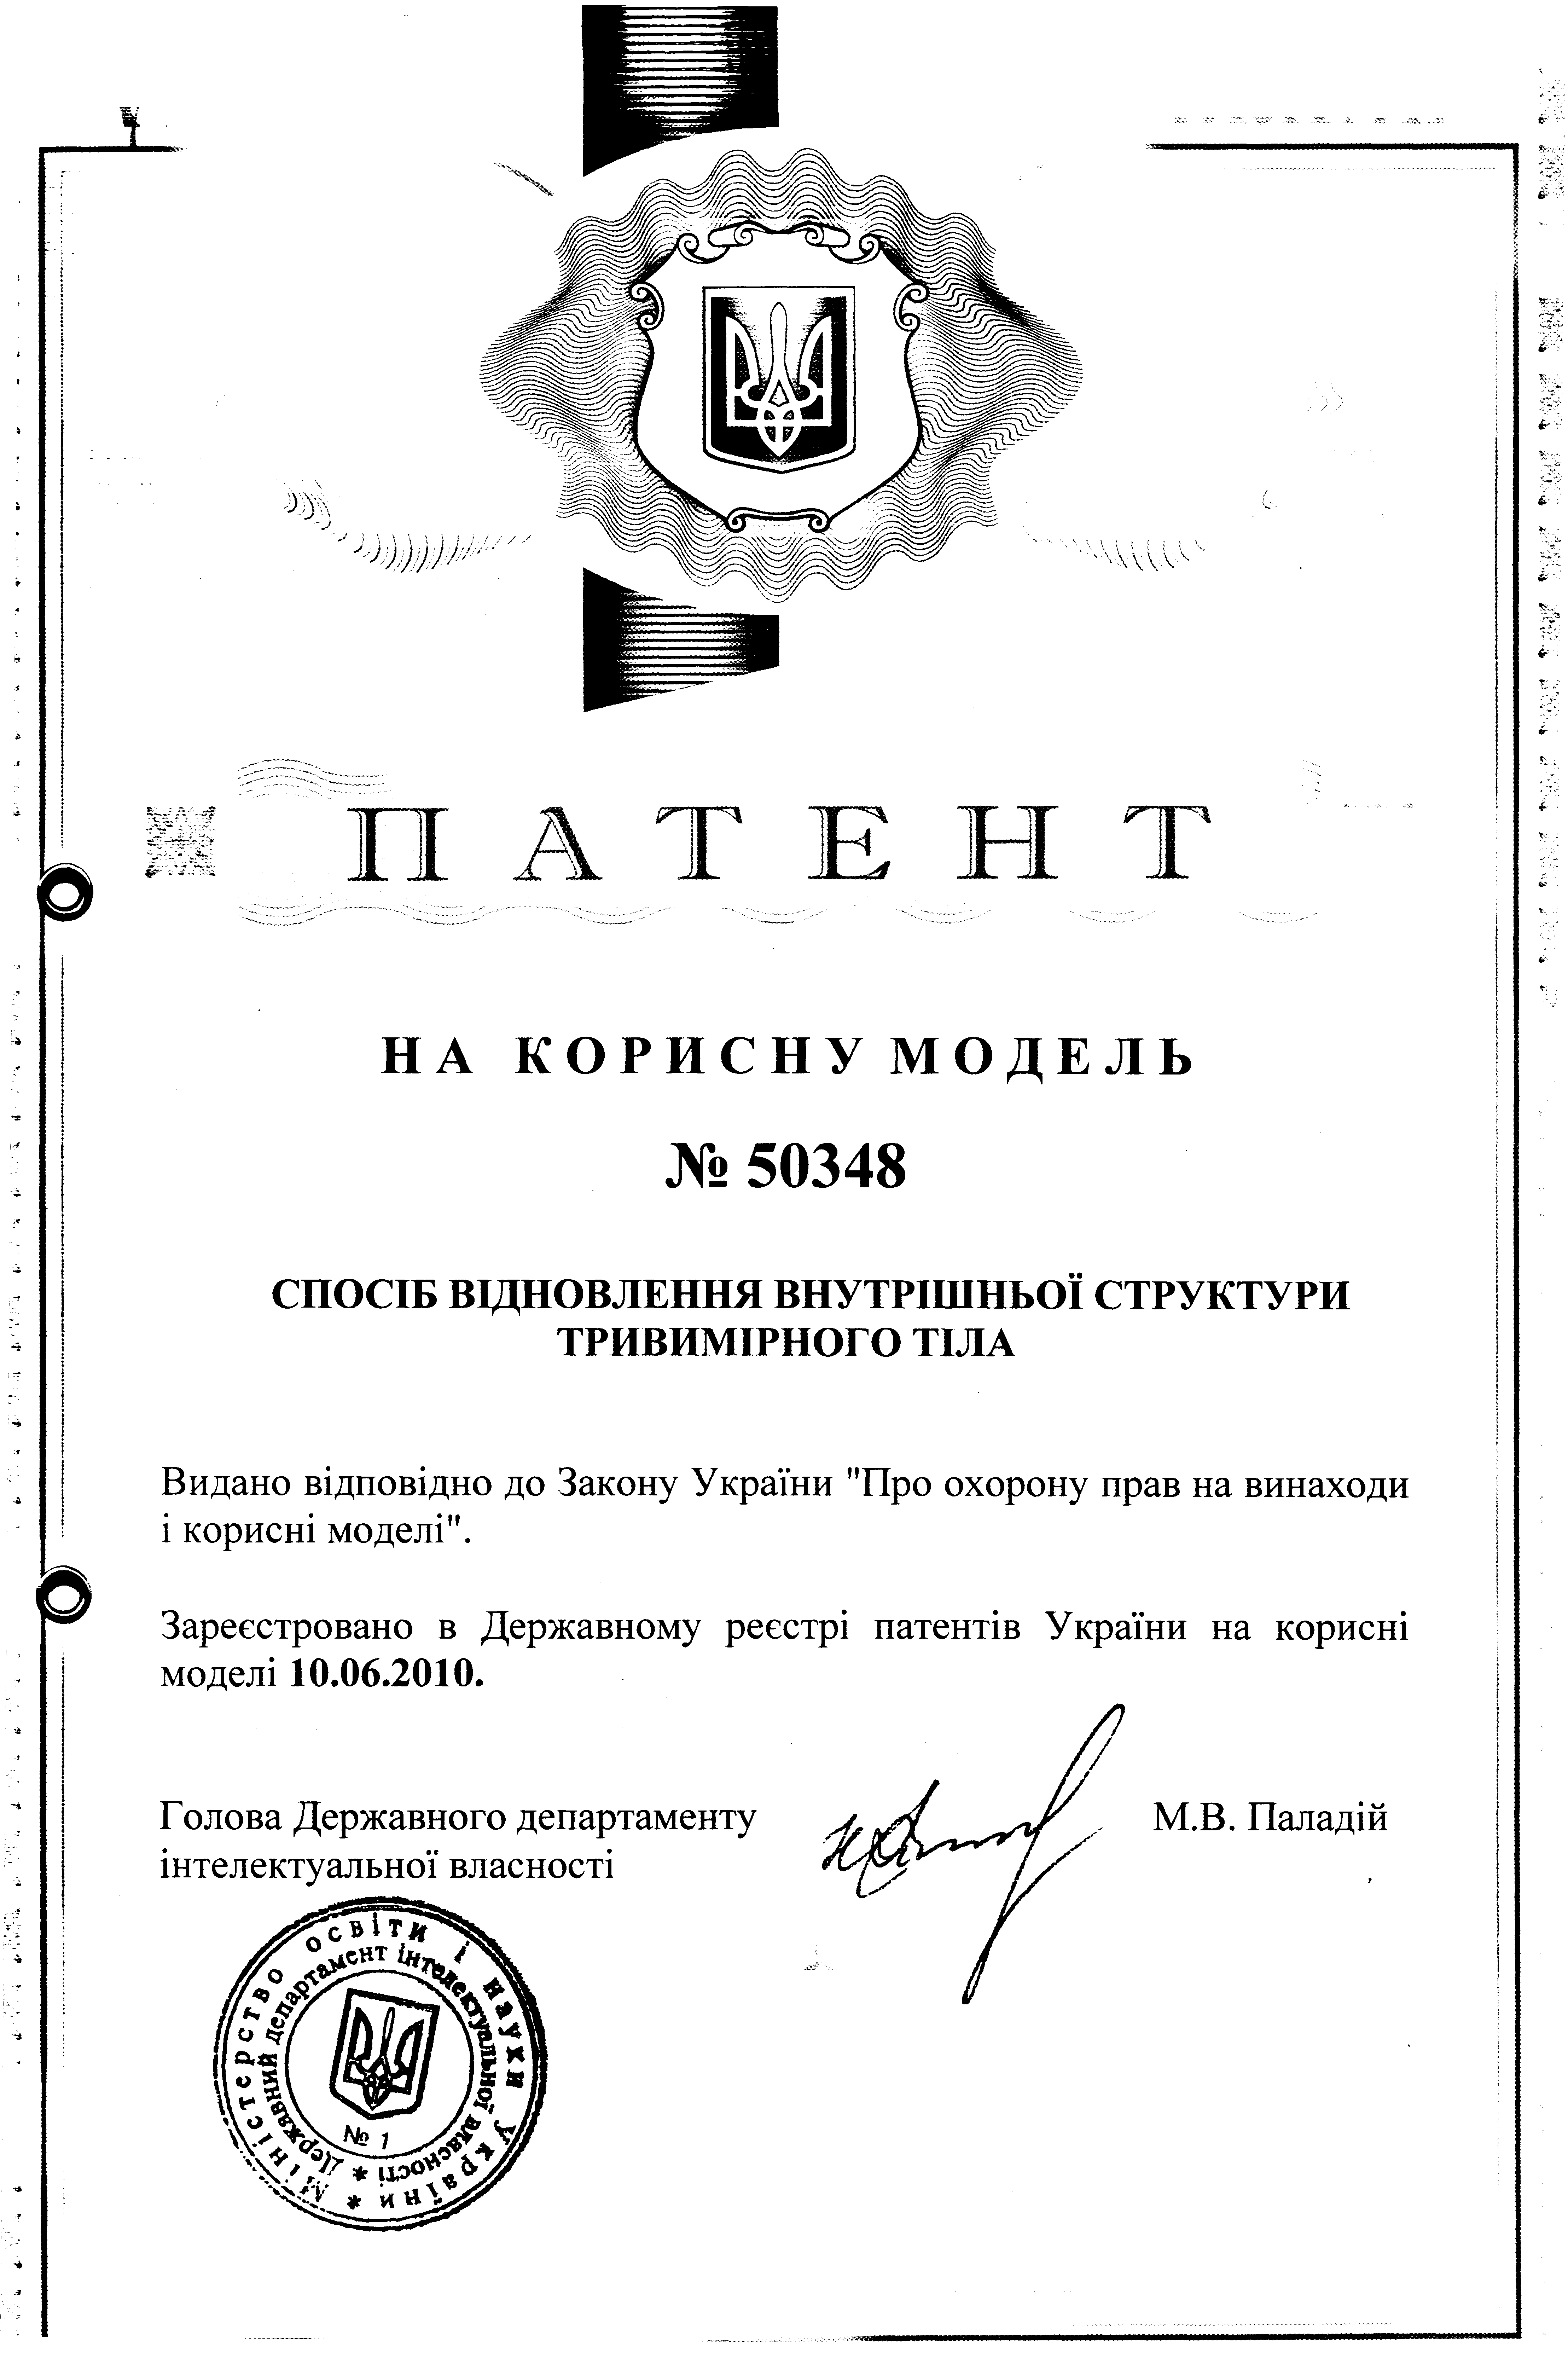 ПАТЕНТ
НА КОРИСНУ МОДЕЛЬ
№ 50348
СПОСІБ ВІДНОВЛЕННЯ ВНУТРІШНЬОЇ СТРУКТУРИ
ТРИВИМІРНОГО ТІЛА
Видано відповідно до Закону України "Про охорону прав на винаходи
і корисні моделі".
Зареєстровано в Державному реєстрі патентів України на корисні
моделі 10.06.2010.
Голова Державного департаменту
інтелектуальної власності
М.В. Паладій
* Міністерство освіти і науки України
* Державний департамент інтелектуальної власності
№ 1